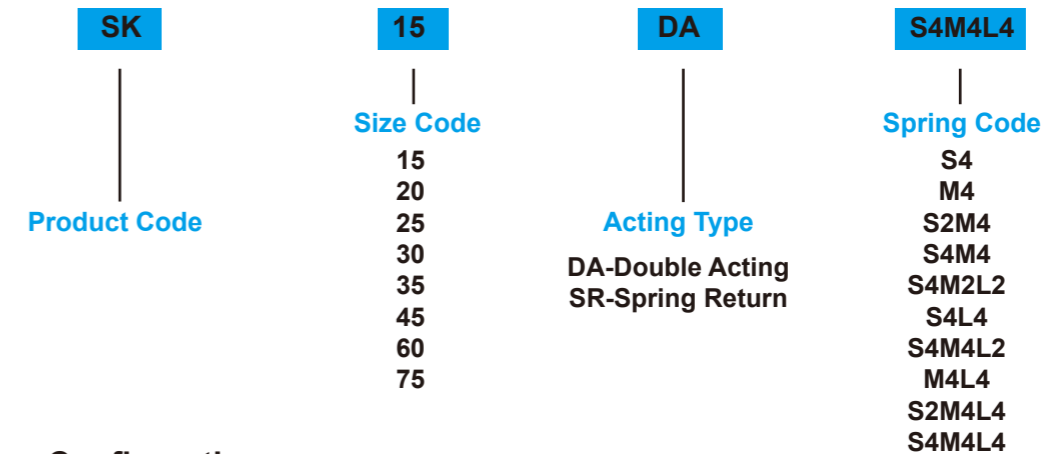 SK 15 DA S4M4L4
Size Code Spring Code
15 S4
20 M4
Product Code 25 Acting Type S2M4
30 S4M4
DA-Double Acting
35 S4M2L2
SR-Spring Return
45 S4L4
60 S4M4L2
75 M4L4
S2M4L4
S4M4L4